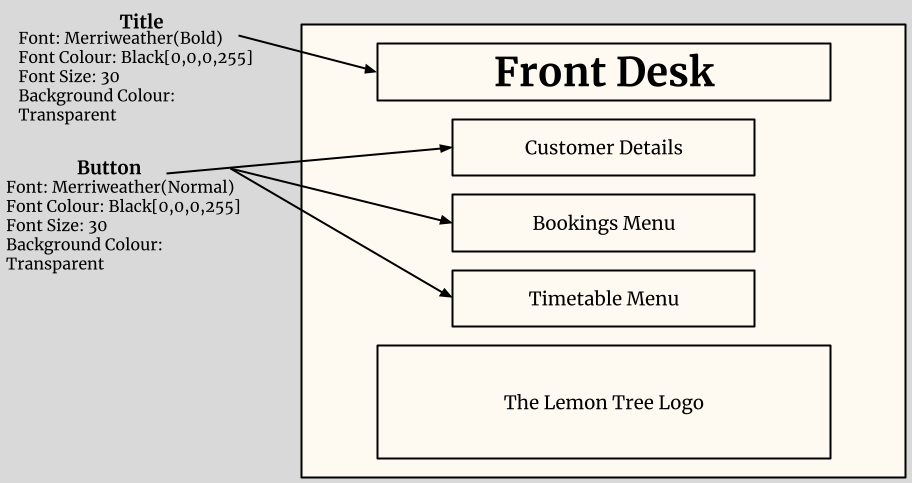 Title
Font: Merriweather(Bold)
Font Colour: Black[0,0,0,255]
Font Size: 30
Background Colour:
Transparent
Button
Font: Merriweather(Normal)
Font Colour: Black[0,0,0,255]
Font Size: 30
Background Colour:
Transparent
Front Desk
Customer Details
Bookings Menu
Timetable Menu
The Lemon Tree Logo